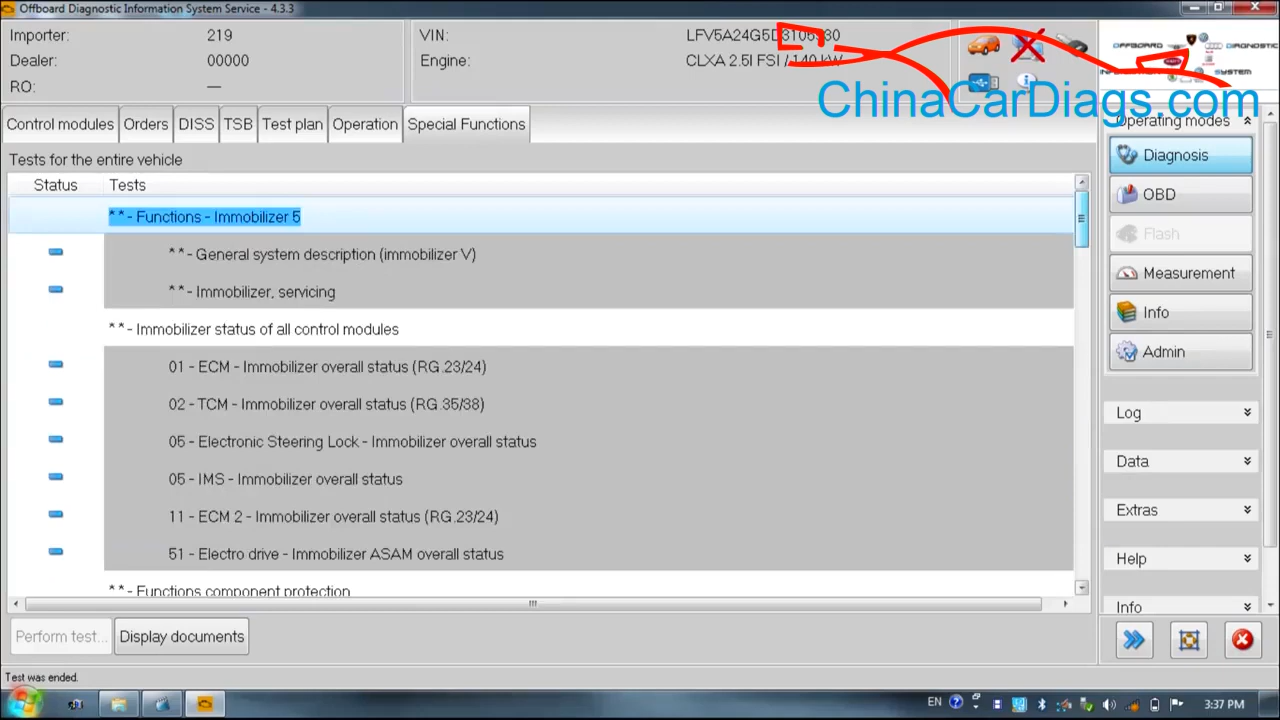 Offboard Diagnostic Information System Service - 4.3.3
Importer: 219
Dealer: 00000
RO: —
VIN: LFV5A24G5D3106330
Engine: CLXA 2.5l FSI / 140 kW
OFFBOARD DIAGNOSTIC
SYSTEM
ChinaCarDiags.com
Control modules Orders DISS TSB Test plan Operation Special Functions
Tests for the entire vehicle
Status Tests
** - Functions - Immobilizer 5
** - General system description (immobilizer V)
** - Immobilizer, servicing
** - Immobilizer status of all control modules
01 - ECM - Immobilizer overall status (RG.23/24)
02 - TCM - Immobilizer overall status (RG.35/38)
05 - Electronic Steering Lock - Immobilizer overall status
05 - IMS - Immobilizer overall status
11 - ECM 2 - Immobilizer overall status (RG.23/24)
51 - Electro drive - Immobilizer ASAM overall status
** - Functions component protection
Perform test... Display documents
Test was ended.
Operating modes
Diagnosis
OBD
Flash
Measurement
Info
Admin
Log
Data
Extras
Help
Info
EN 3:37 PM